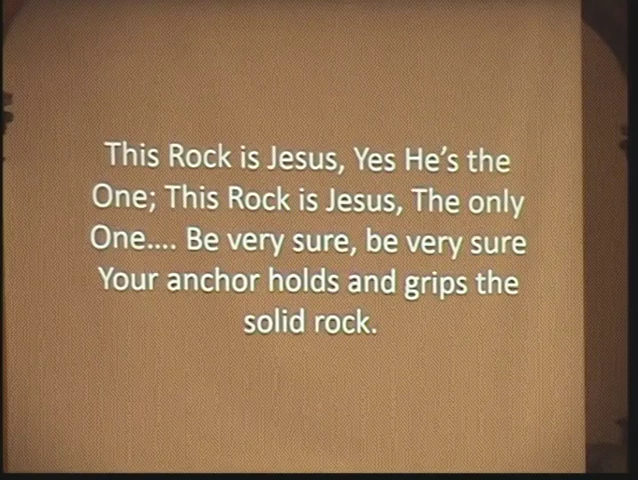 This Rock is Jesus, Yes He's the
One; This Rock is Jesus, The only
One.... Be very sure, be very sure
Your anchor holds and grips the
solid rock.